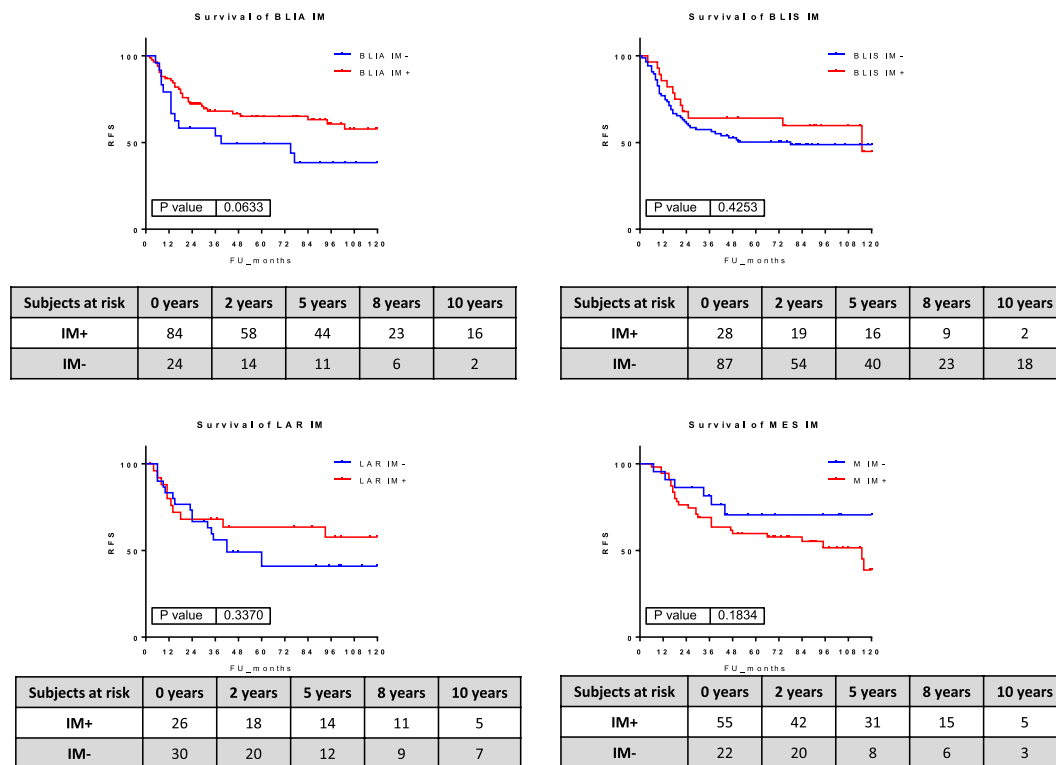 Survival of BLIA IM
100
50
0
RFS
BLIA IM -
BLIA IM +
P value 0.0633
0 12 24 36 48 60 72 84 96 108 120
FU_months
Subjects at risk 0 years 2 years 5 years 8 years 10 years
IM+ 84 58 44 23 16
IM- 24 14 11 6 2
Survival of BLIS IM
100
50
0
RFS
BLIS IM -
BLIS IM +
P value 0.4253
0 12 24 36 48 60 72 84 96 108 120
FU_months
Subjects at risk 0 years 2 years 5 years 8 years 10 years
IM+ 28 19 16 9 2
IM- 87 54 40 23 18
Survival of LAR IM
100
50
0
RFS
LAR IM -
LAR IM +
P value 0.3370
0 12 24 36 48 60 72 84 96 108 120
FU_months
Subjects at risk 0 years 2 years 5 years 8 years 10 years
IM+ 26 18 14 11 5
IM- 30 20 12 9 7
Survival of MES IM
100
50
0
RFS
M IM -
M IM +
P value 0.1834
0 12 24 36 48 60 72 84 96 108 120
FU_months
Subjects at risk 0 years 2 years 5 years 8 years 10 years
IM+ 55 42 31 15 5
IM- 22 20 8 6 3